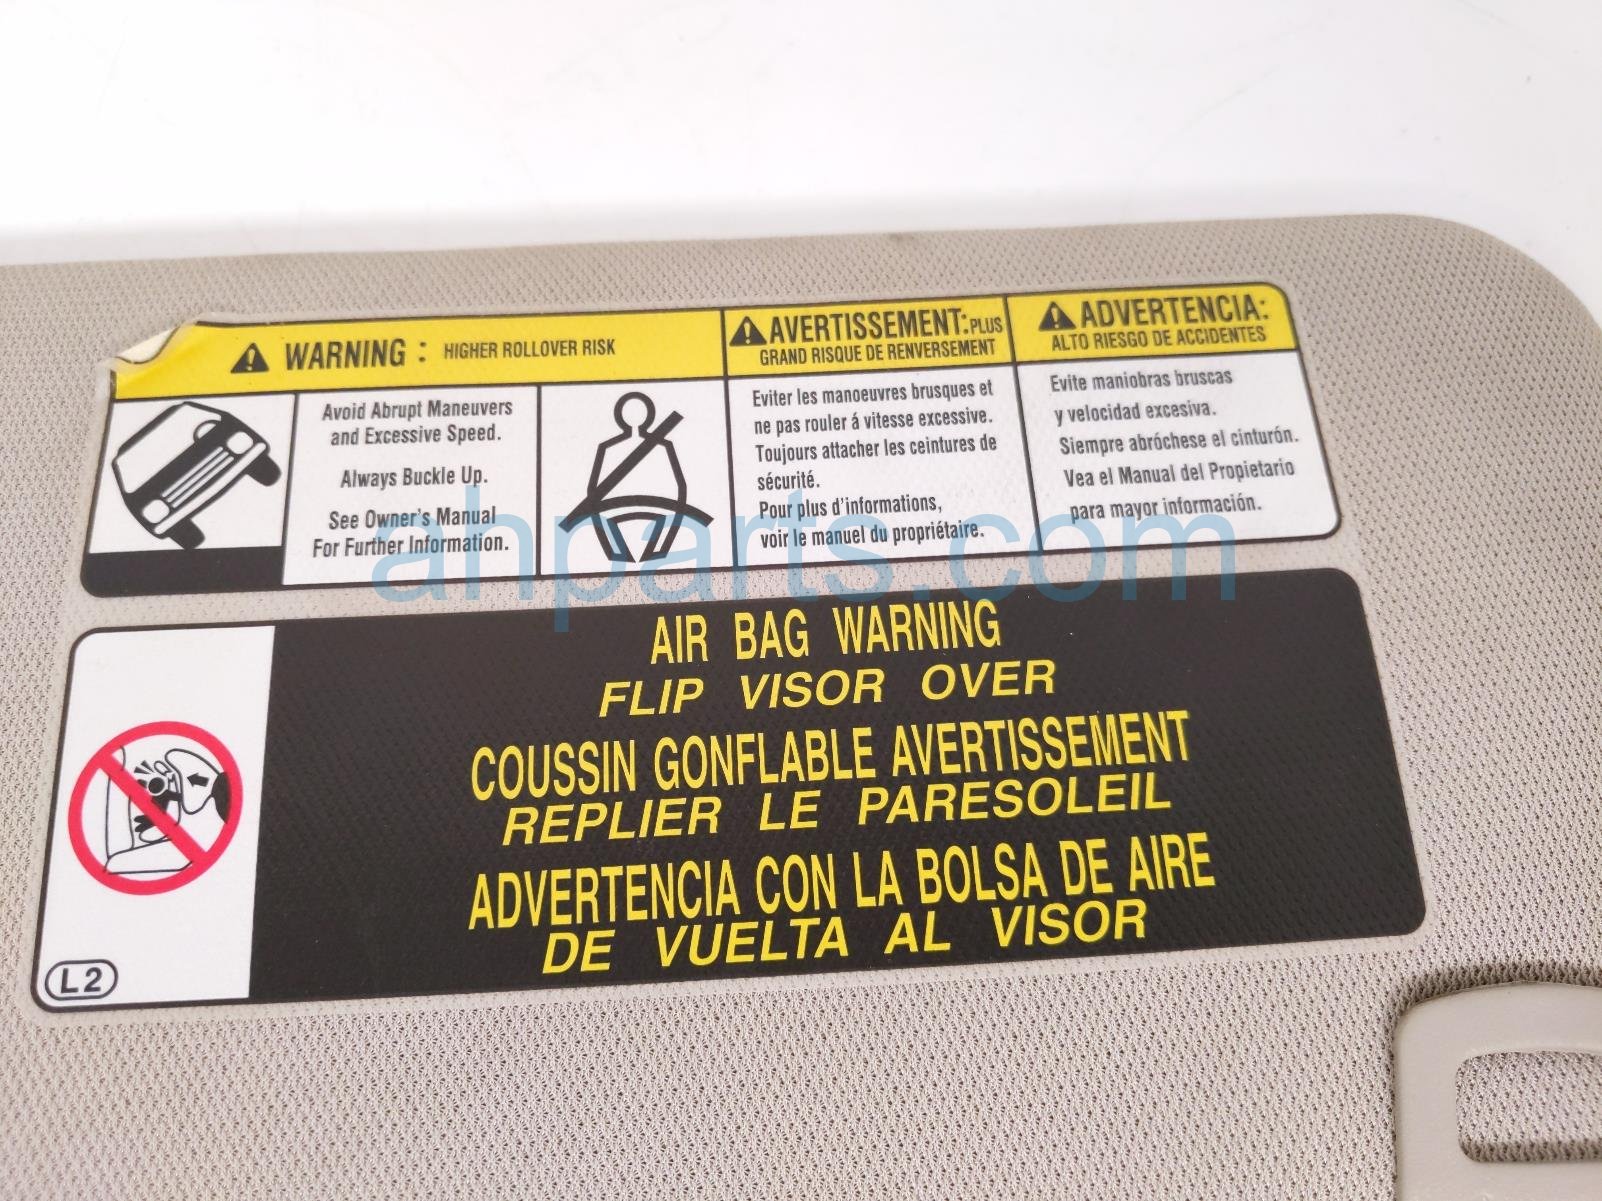 WARNING : HIGHER ROLLOVER RISK
Avoid Abrupt Maneuvers
and Excessive Speed.
Always Buckle Up.
See Owner's Manual
For Further Information.
AVERTISSEMENT: PLUS
GRAND RISQUE DE RENVERSEMENT
Eviter les manoeuvres brusques et
ne pas rouler á vitesse excessive.
Toujours attacher les ceintures de
sécurité.
Pour plus d'informations,
voir le manuel du propriétaire.
ADVERTENCIA:
ALTO RIESGO DE ACCIDENTES
Evite maniobras bruscas
y velocidad excesiva.
Siempre abróchese el cinturón.
Vea el Manual del Propietario
para mayor información.
ahparts.com
AIR BAG WARNING
FLIP VISOR OVER
COUSSIN GONFLABLE AVERTISSEMENT
REPLIER LE PARESOLEIL
ADVERTENCIA CON LA BOLSA DE AIRE
DE VUELTA AL VISOR
L2